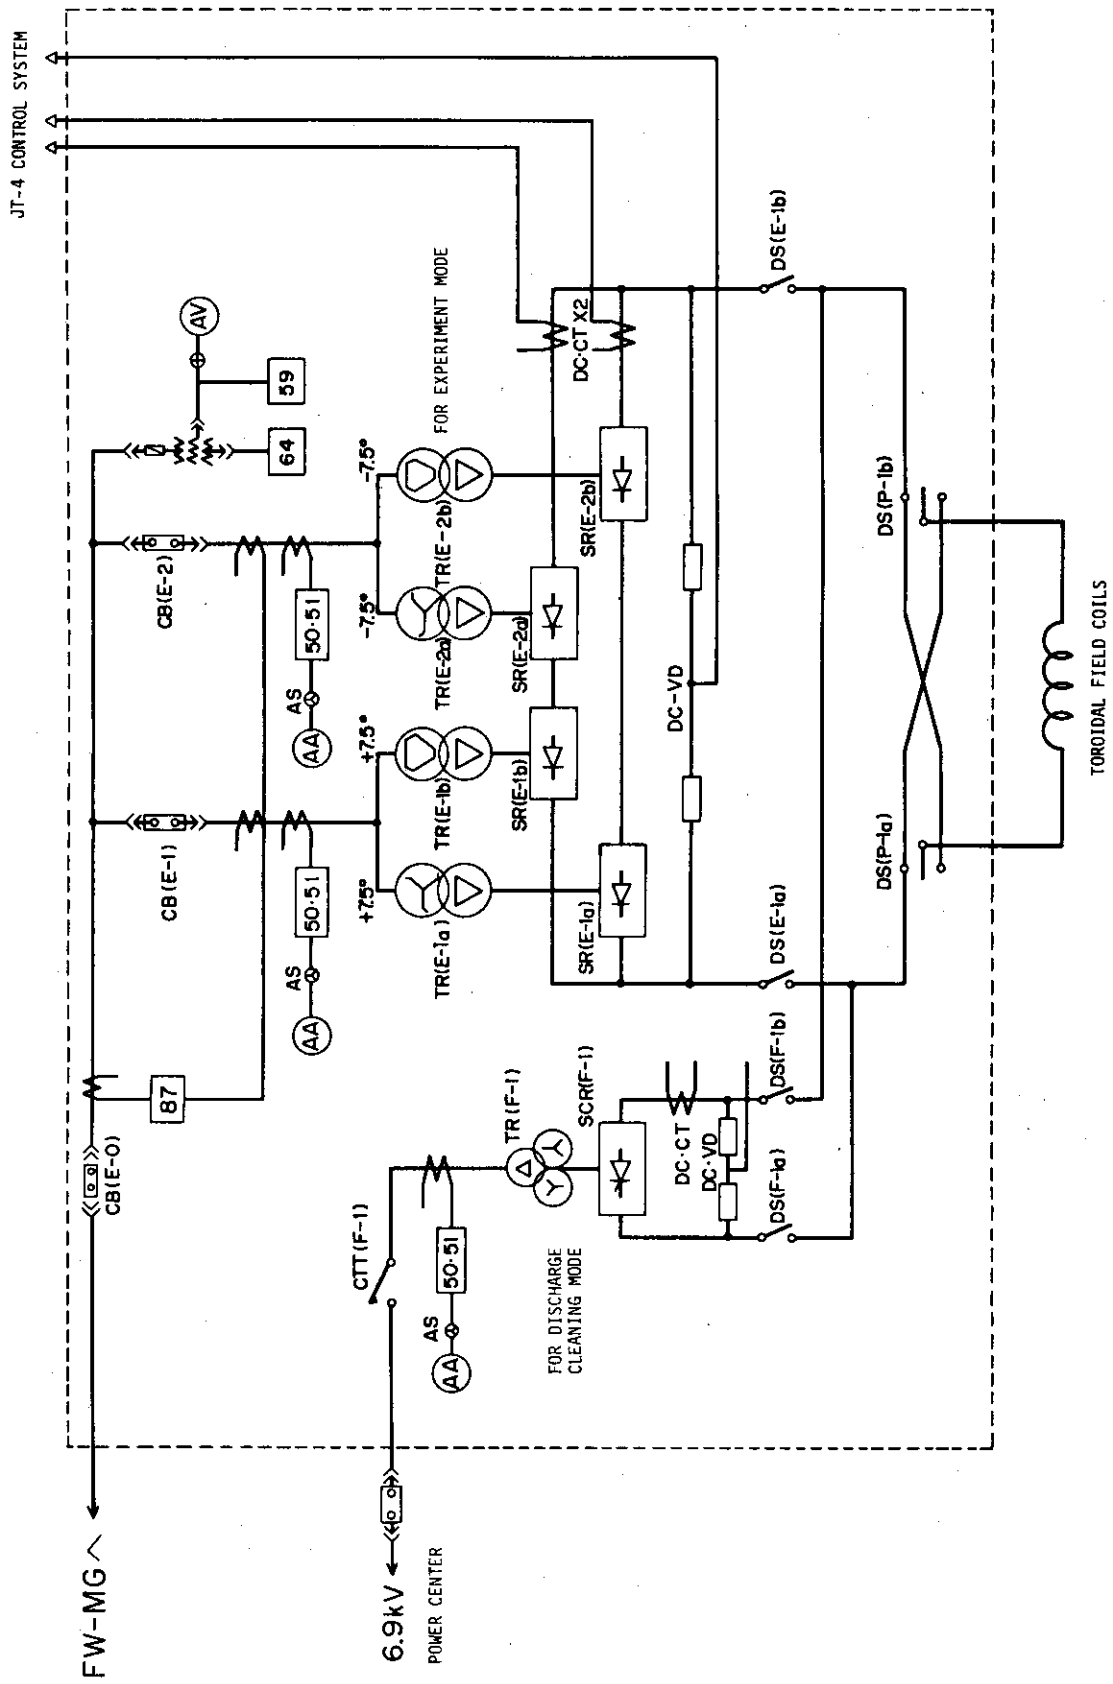 JT-4 CONTROL SYSTEM
AV
59
64
FOR EXPERIMENT MODE
CB(E-2)
CB(E-1)
50·51
AS
AA
50·51
AS
AA
87
CB(E-0)
FW-MG ヘ
-7.5°
-7.5°
+7.5°
+7.5°
TR(E-2b)
TR(E-2a)
TR(E-1b)
TR(E-1a)
SR(E-2b)
SR(E-2a)
SR(E-1b)
SR(E-1a)
DC·CT X2
DC-VD
DS(E-1b)
DS(E-1a)
CTT(F-1)
50·51
AS
AA
TR(F-1)
SCR(F-1)
FOR DISCHARGE
CLEANING MODE
DC·CT
DC·VD
DS(F-1b)
DS(F-1a)
6.9kV
POWER CENTER
DS(P-1b)
DS(P-1a)
TOROIDAL FIELD COILS